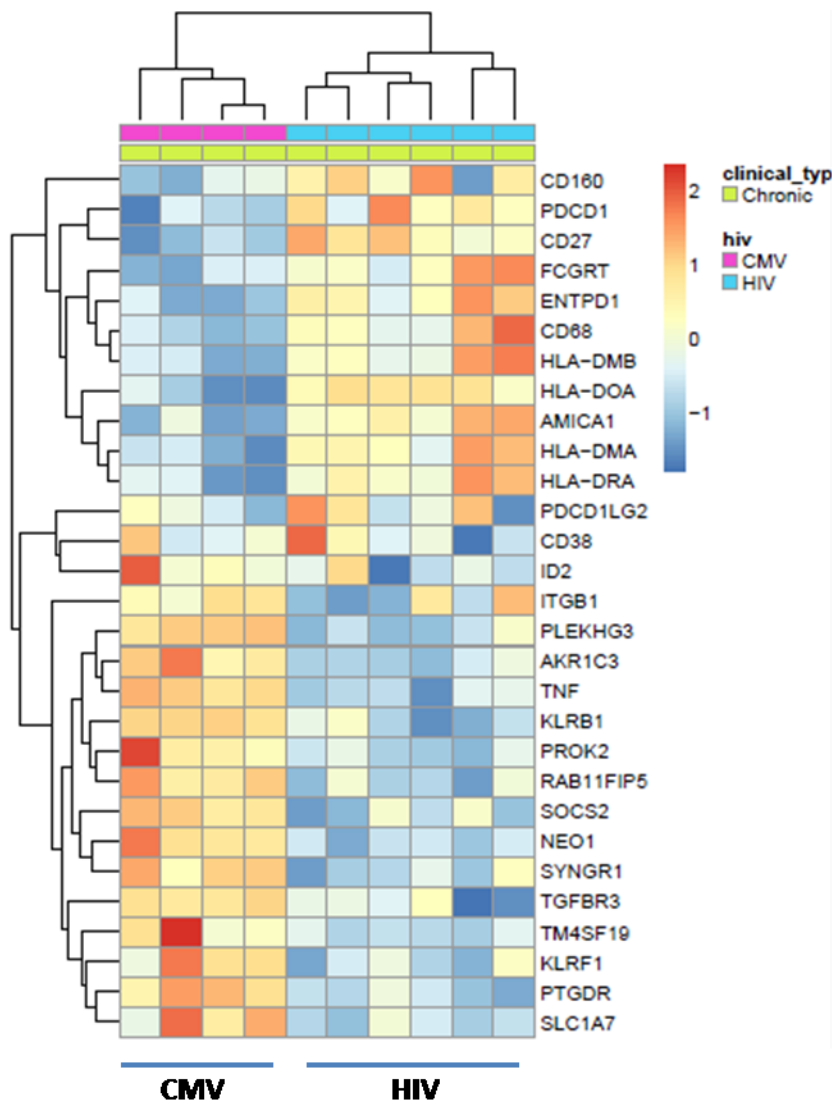 CD160
PDCD1
CD27
FCGRT
ENTPD1
CD68
HLA-DMB
HLA-DOA
AMICA1
HLA-DMA
HLA-DRA
PDCD1LG2
CD38
ID2
ITGB1
PLEKHG3
AKR1C3
TNF
KLRB1
PROK2
RAB11FIP5
SOCS2
NEO1
SYNGR1
TGFBR3
TM4SF19
KLRF1
PTGDR
SLC1A7
2
1
0
−1
clinical_typ
Chronic
hiv
CMV
HIV
CMV HIV